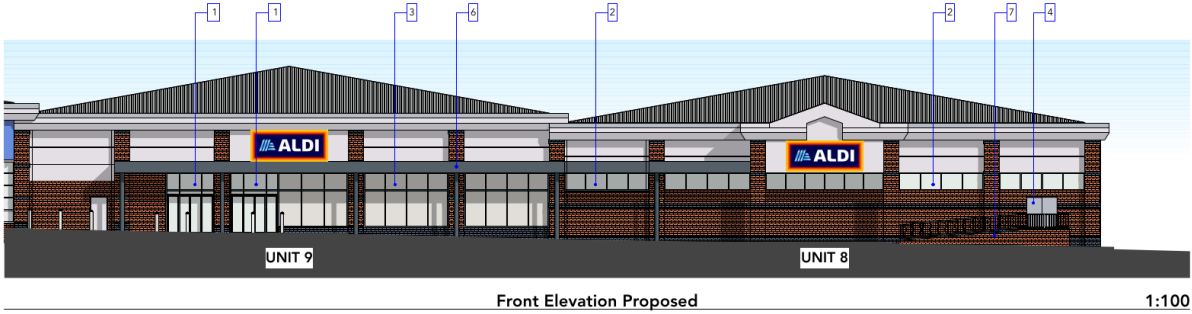 1 1 3 6 2 2 7 4
ALDI ALDI
UNIT 9 UNIT 8
Front Elevation Proposed 1:100